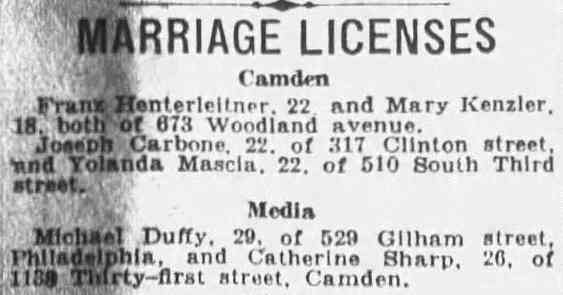 MARRIAGE LICENSES
Camden
Franz Henterleitner, 22 and Mary Kenzler,
18, both of 673 Woodland avenue.
Joseph Carbone, 22, of 317 Clinton street,
and Yolanda Mascia, 22, of 510 South Third
street.
Media
Michael Duffy, 29, of 529 Gilham street,
Philadelphia, and Catherine Sharp, 26, of
Thirty-first street, Camden.